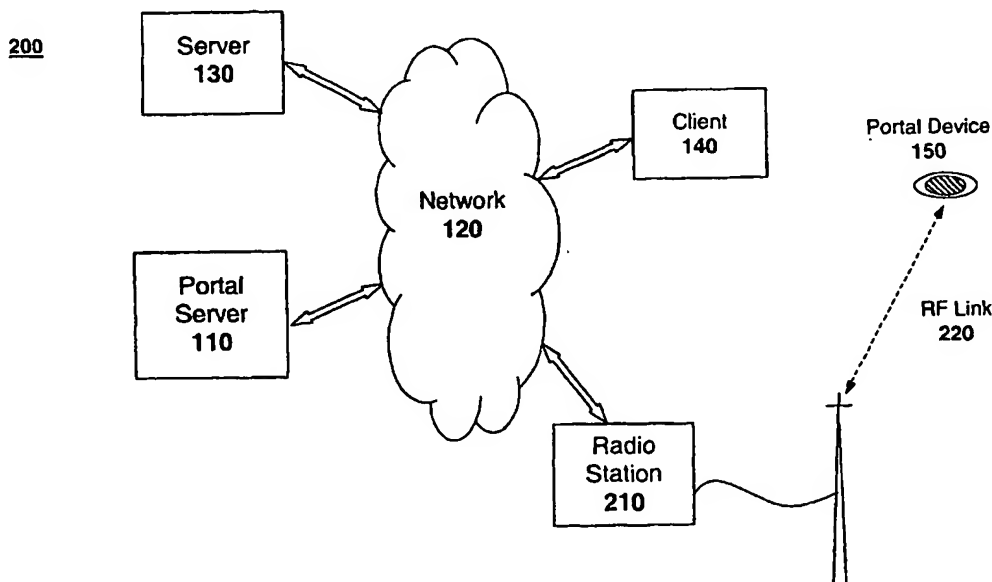 200
Server
130
Client
140
Portal Device
150
Network
120
Portal
Server
110
RF Link
220
Radio
Station
210